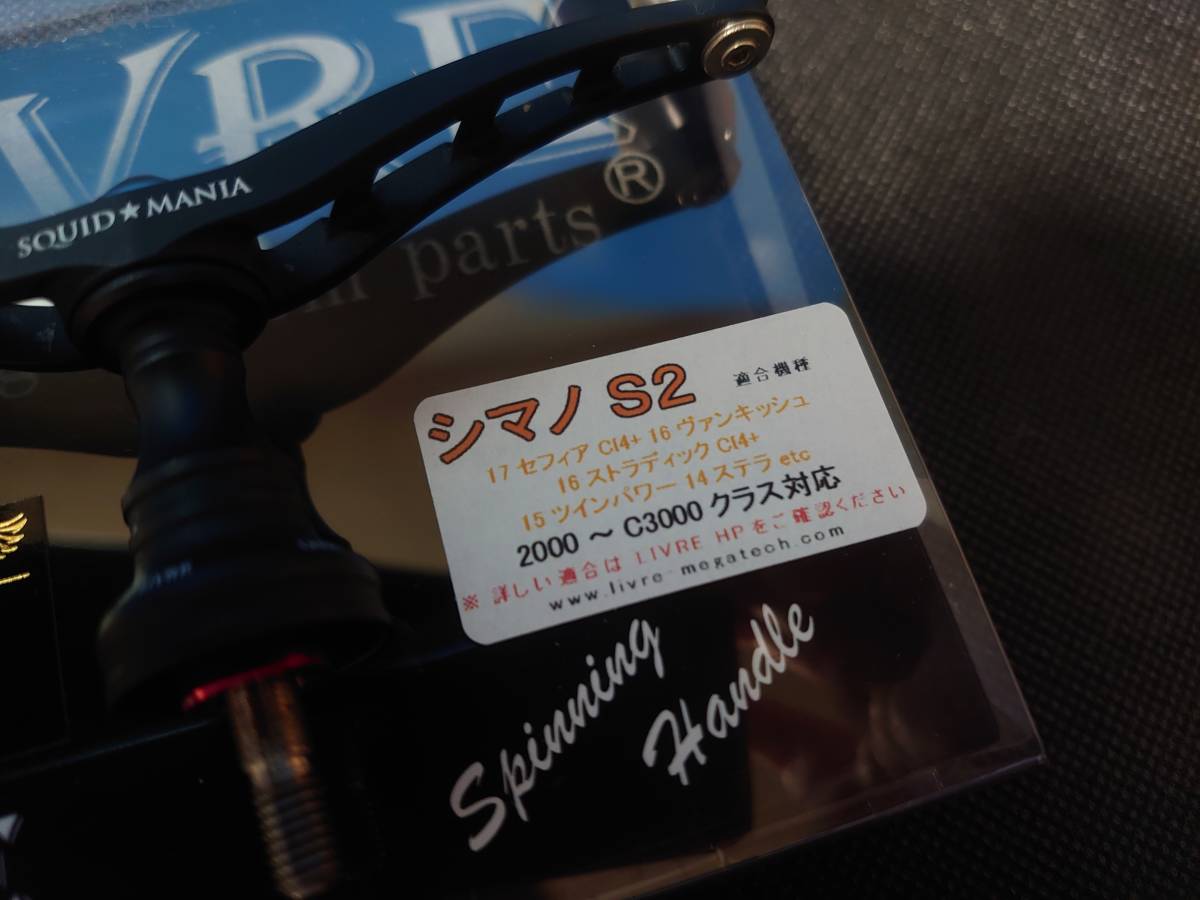 VRE
SQUID★MANIA
parts®
シマノ S2 適合機種
17 セフィア CI4+ 16 ヴァンキッシュ
16 ストラディック CI4+
15 ツインパワー 14 ステラ etc
2000 ～ C3000 クラス対応
※ 詳しい適合は LIVRE HPをご確認ください
www.livre-megatech.com
Spinning
Handle